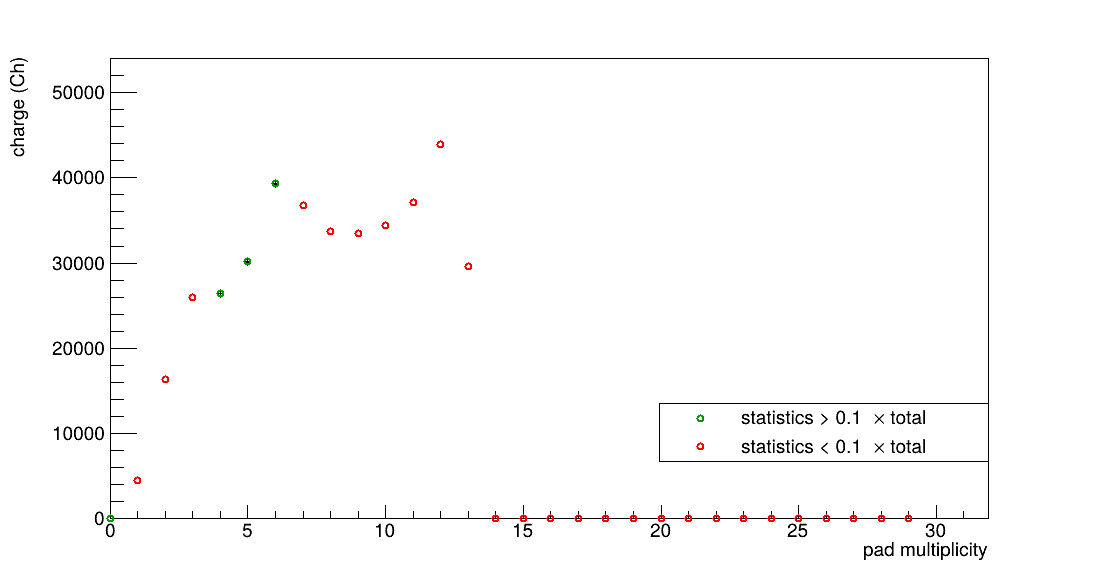 charge (Ch)
50000
40000
30000
20000
10000
0
statistics > 0.1 × total
statistics < 0.1 × total
0 5 10 15 20 25 30
pad multiplicity